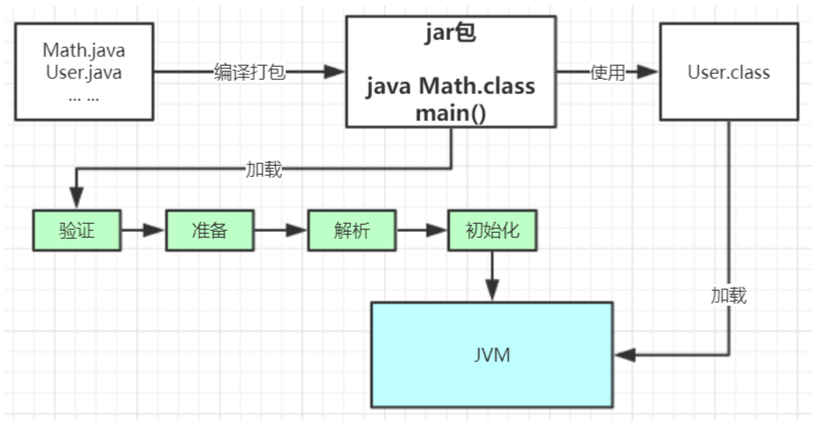 Math.java
User.java
... ...
编译打包
jar包
java Math.class
main()
使用
User.class
加载
验证
准备
解析
初始化
加载
JVM